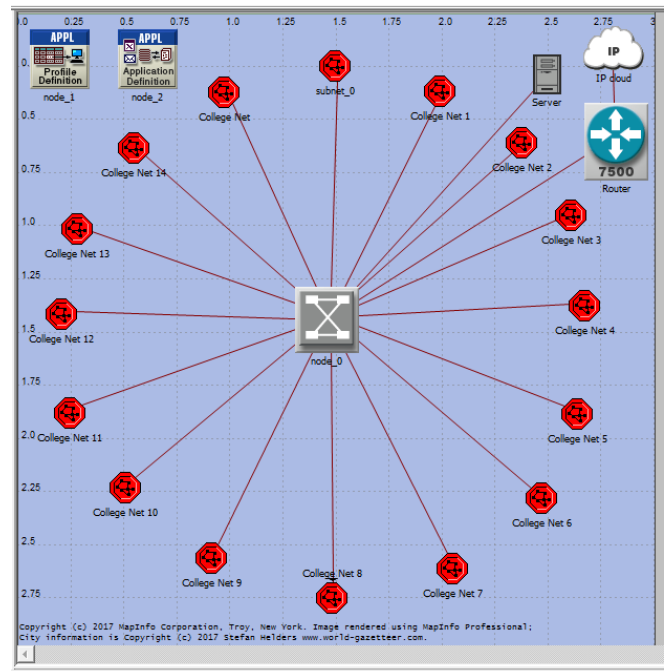 .0 0.25 0.5 0.75 1.0 1.25 1.5 1.75 2.0 2.25 2.5 2.75 3
APPL
Profile
Definition
node_1
APPL
Application
Definition
node_2
0.
subnet_0
Server
IP
IP cloud
College Net
College Net 1
0.5
College Net 2
7500
Router
0.75
College Net 14
1.0
College Net 3
College Net 13
1.25
College Net 4
College Net 12
1.5
node_0
1.75
College Net 11
College Net 5
2.0
2.25
College Net 10
College Net 6
2.5
College Net 9
College Net 8
College Net 7
2.75
Copyright (c) 2017 MapInfo Corporation, Troy, New York. Image rendered using MapInfo Professional;
City information is Copyright (c) 2017 Stefan Helders www.world-gazetteer.com.